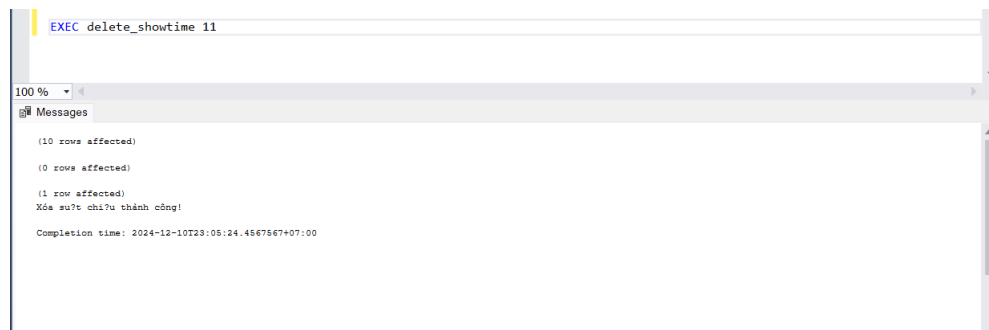 EXEC delete_showtime 11
100 %
Messages
(10 rows affected)
(0 rows affected)
(1 row affected)
Xóa su?t chi?u thành công!
Completion time: 2024-12-10T23:05:24.4567567+07:00